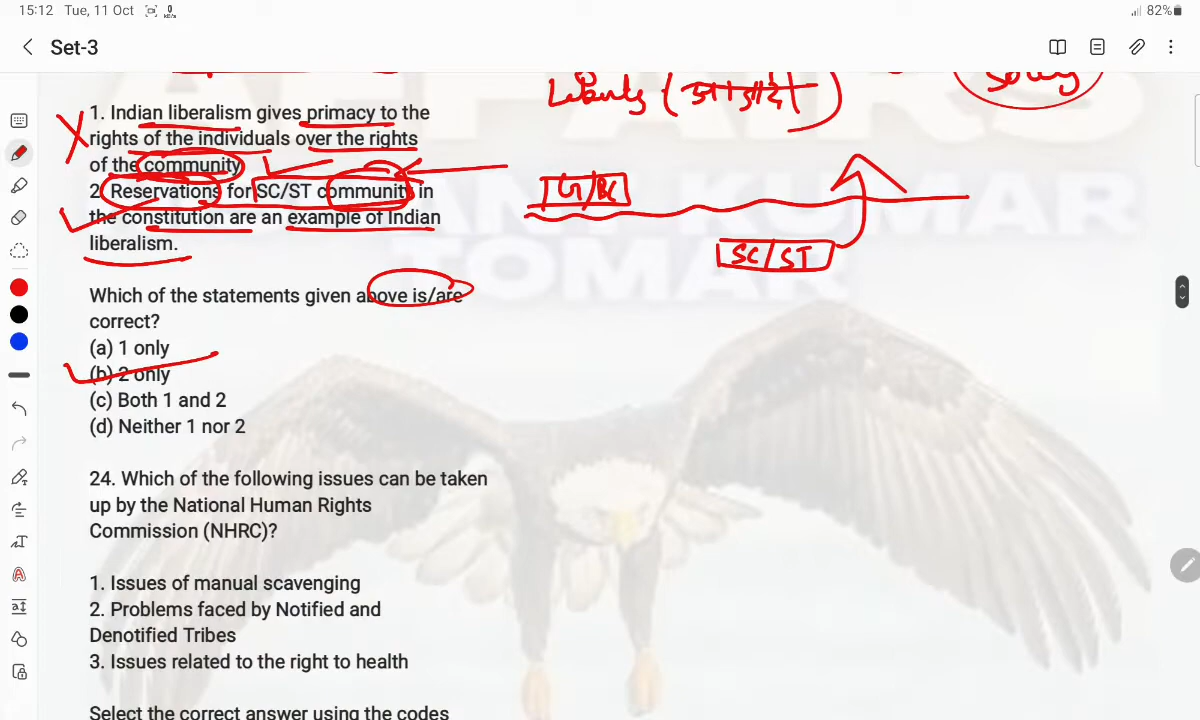 15:12 Tue, 11 Oct
82%
Set-3
1. Indian liberalism gives primacy to the
rights of the individuals over the rights
of the community
2. Reservations for SC/ST community in
the constitution are an example of Indian
liberalism.
SC/ST
Which of the statements given above is/are
correct?
(a) 1 only
(b) 2 only
(c) Both 1 and 2
(d) Neither 1 nor 2
24. Which of the following issues can be taken
up by the National Human Rights
Commission (NHRC)?
1. Issues of manual scavenging
2. Problems faced by Notified and
Denotified Tribes
3. Issues related to the right to health
Select the correct answer using the codes
KUMAR
TOMAR